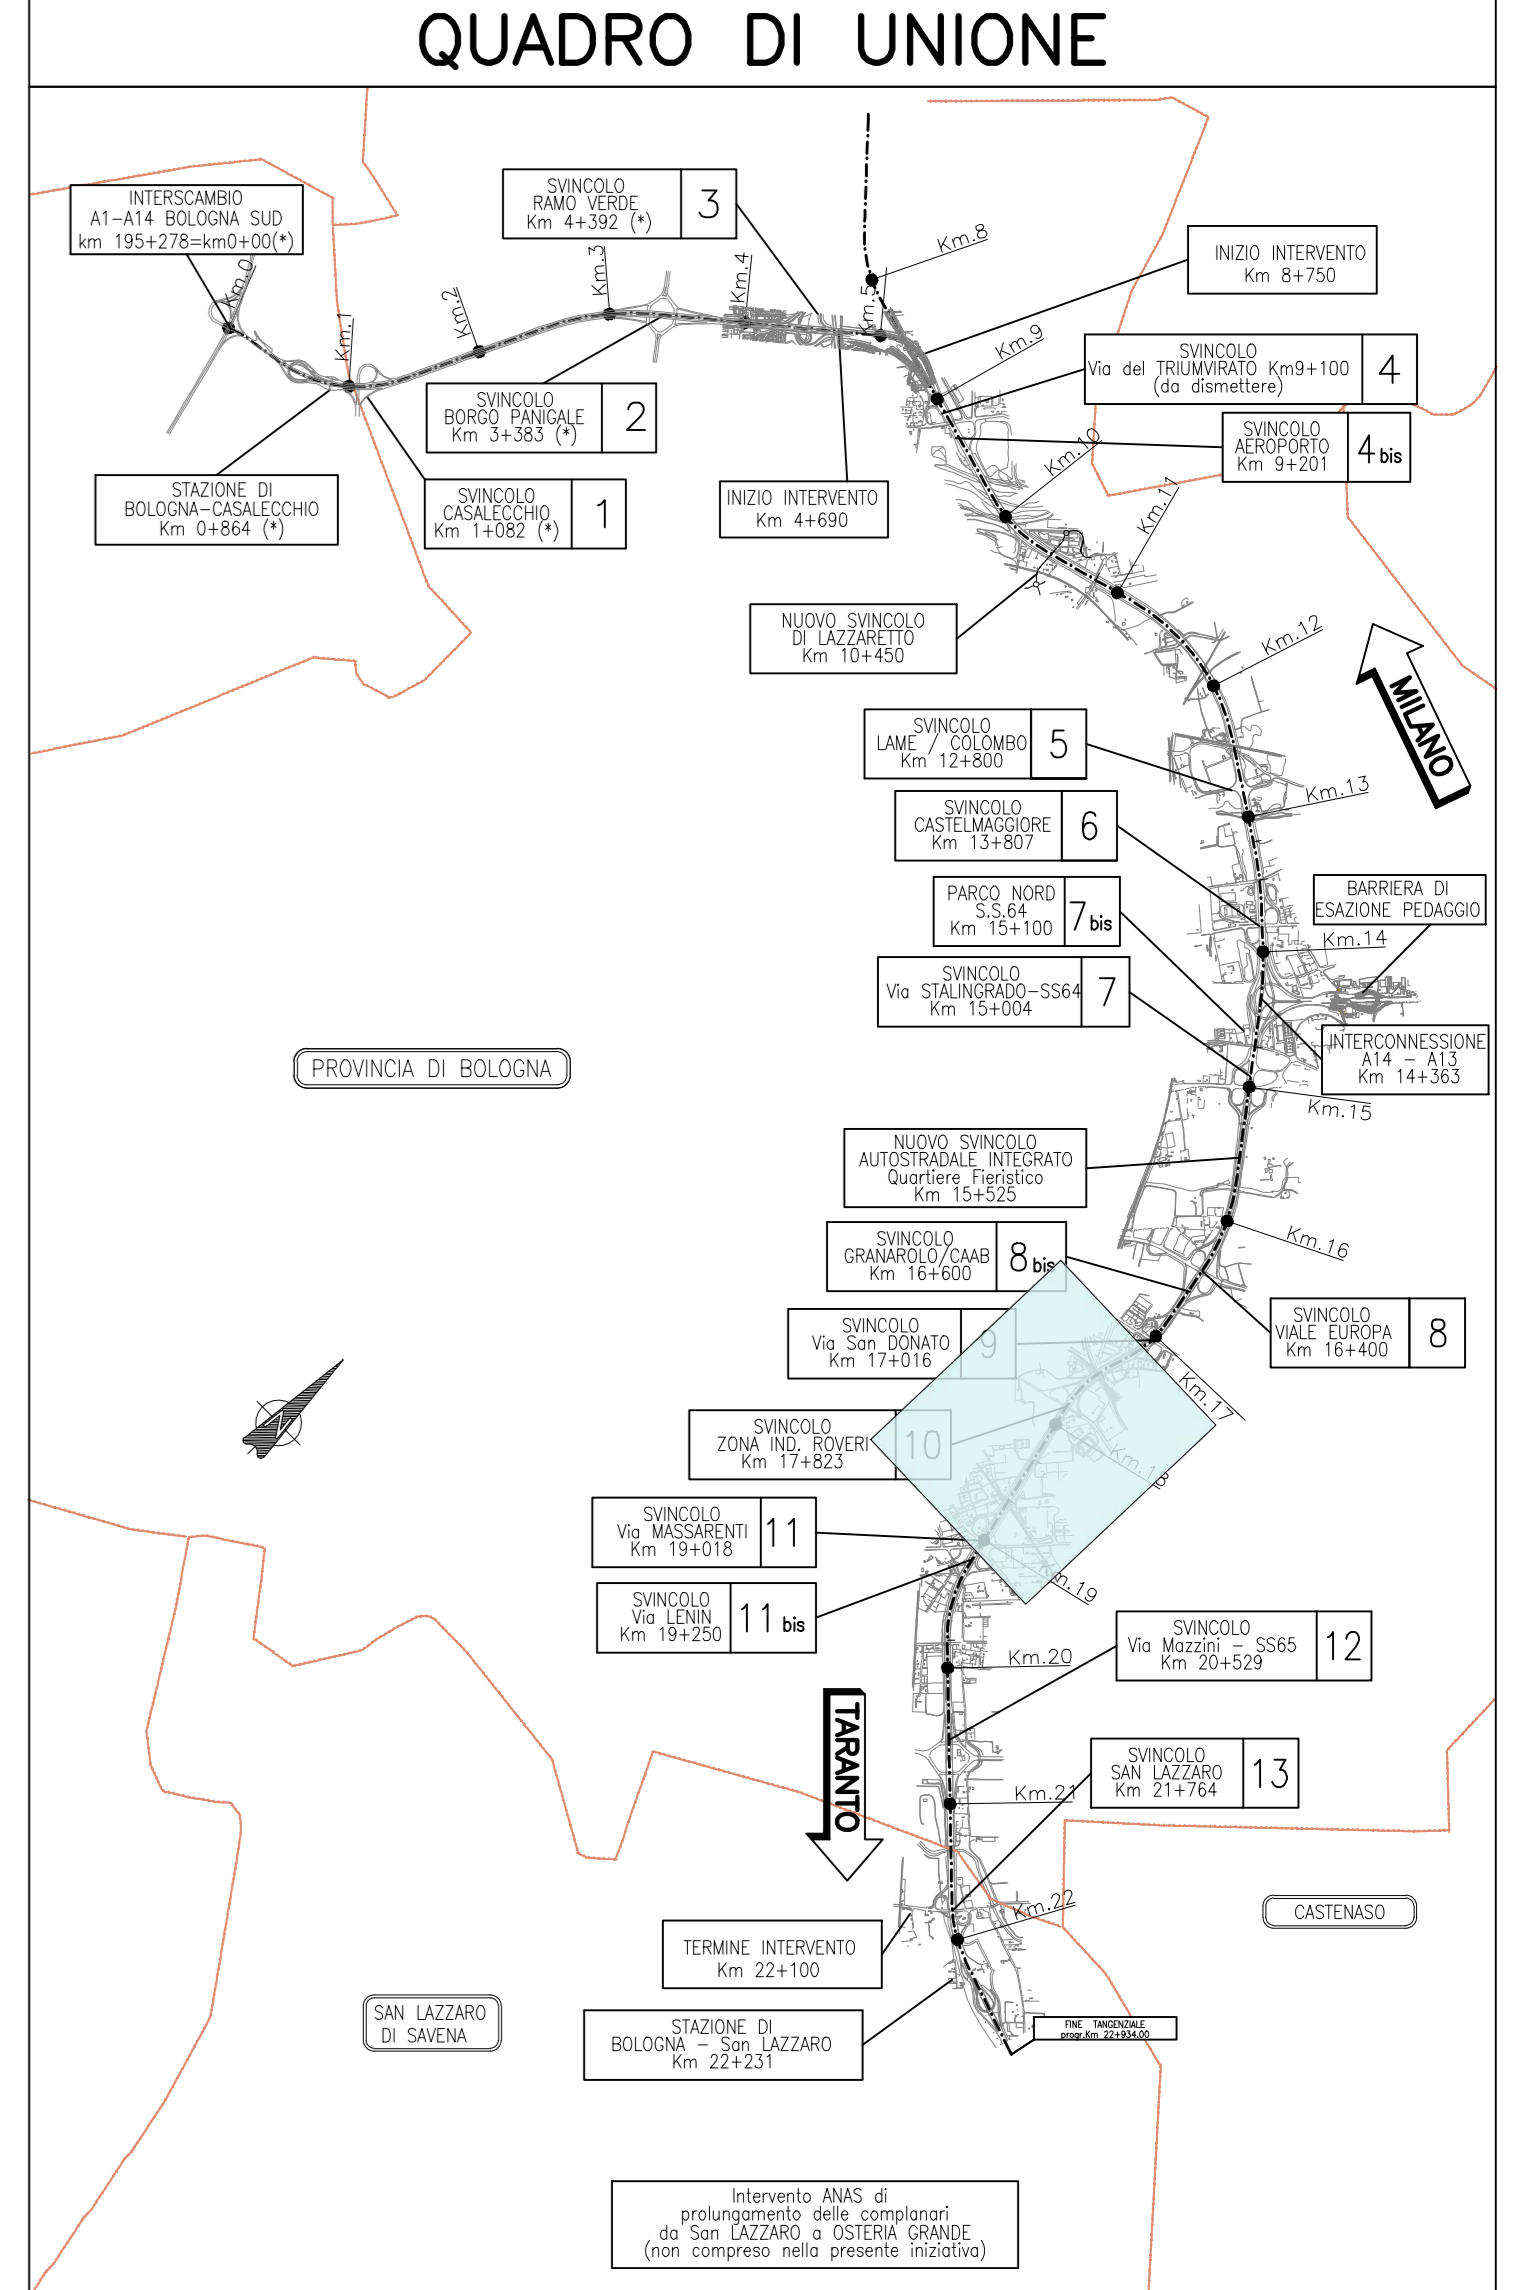 QUADRO DI UNIONE
INTERSCAMBIO
A1-A14 BOLOGNA SUD
km 195+278=km0+00(*)
SVINCOLO
RAMO VERDE
Km 4+392 (*)
3
INIZIO INTERVENTO
Km 8+750
Km.0
Km.1
Km.2
Km.3
Km.4
Km.5
Km.8
Km.9
SVINCOLO
Via del TRIUMVIRATO Km9+100
(da dismettere)
4
SVINCOLO
BORGO PANIGALE
Km 3+383 (*)
2
SVINCOLO
AEROPORTO
Km 9+201
4 bis
STAZIONE DI
BOLOGNA-CASALECCHIO
Km 0+864 (*)
SVINCOLO
CASALECCHIO
Km 1+082 (*)
1
INIZIO INTERVENTO
Km 4+690
Km.10
Km.11
NUOVO SVINCOLO
DI LAZZARETTO
Km 10+450
Km.12
MILANO
SVINCOLO
LAME / COLOMBO
Km 12+800
5
Km.13
SVINCOLO
CASTELMAGGIORE
Km 13+807
6
PARCO NORD
S.S.64
Km 15+100
7 bis
BARRIERA DI
ESAZIONE PEDAGGIO
Km.14
SVINCOLO
Via STALINGRADO-SS64
Km 15+004
7
INTERCONNESSIONE
A14 - A13
Km 14+363
PROVINCIA DI BOLOGNA
Km.15
NUOVO SVINCOLO
AUTOSTRADALE INTEGRATO
Quartiere Fieristico
Km 15+525
Km.16
SVINCOLO
GRANAROLO/CAAB
Km 16+600
8 bis
SVINCOLO
VIALE EUROPA
Km 16+400
8
SVINCOLO
Via San DONATO
Km 17+016
9
Km.17
SVINCOLO
ZONA IND. ROVERI
Km 17+823
10
Km.18
SVINCOLO
Via MASSARENTI
Km 19+018
11
Km.19
SVINCOLO
Via LENIN
Km 19+250
11 bis
SVINCOLO
Via Mazzini - SS65
Km 20+529
12
Km.20
TARANTO
SVINCOLO
SAN LAZZARO
Km 21+764
13
Km.21
Km.22
CASTENASO
TERMINE INTERVENTO
Km 22+100
SAN LAZZARO
DI SAVENA
STAZIONE DI
BOLOGNA - San LAZZARO
Km 22+231
FINE TANGENZIALE
progr.Km 22+934.00
Intervento ANAS di
prolungamento delle complanari
da San LAZZARO a OSTERIA GRANDE
(non compreso nella presente iniziativa)